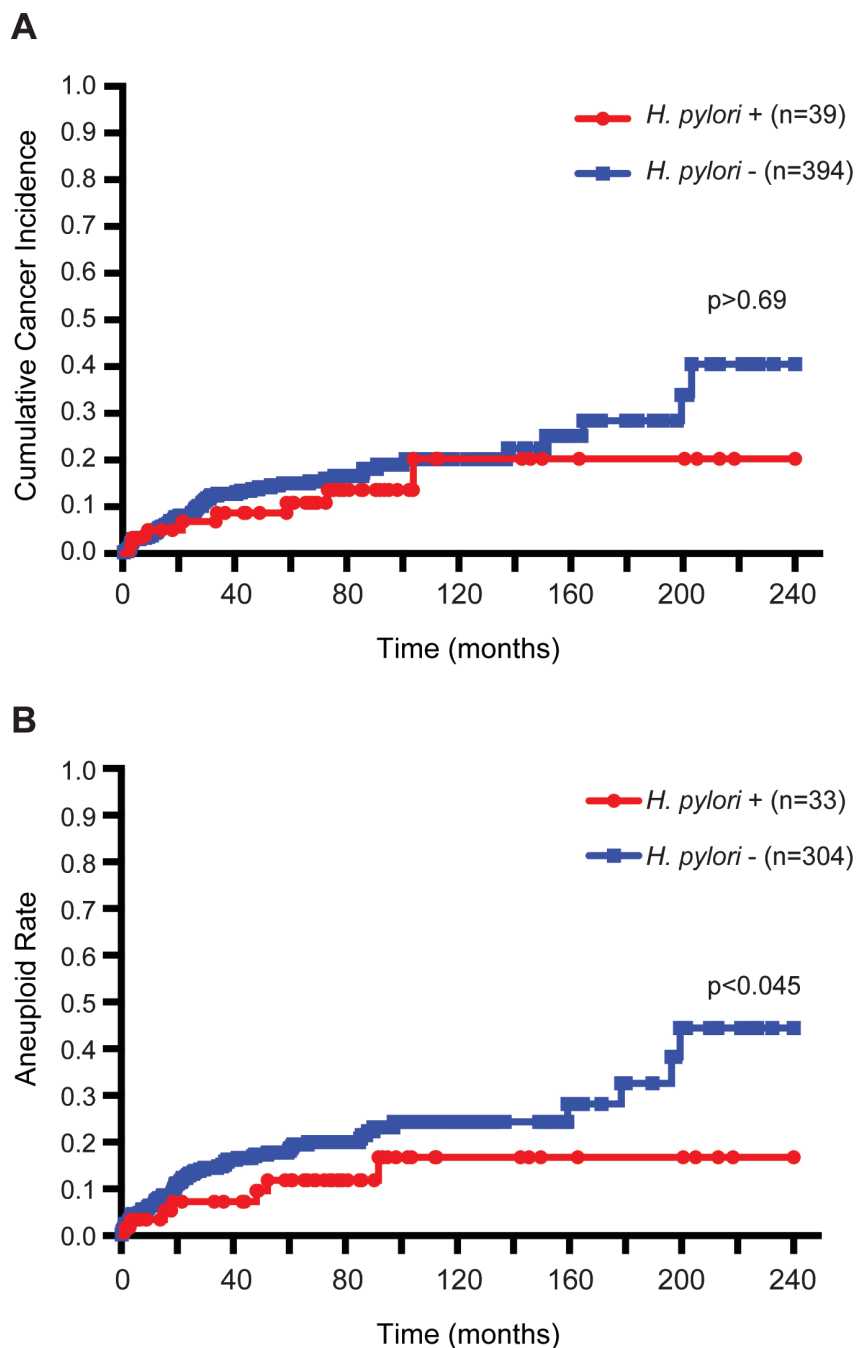 A
Cumulative Cancer Incidence
1.0
0.9
0.8
0.7
0.6
0.5
0.4
0.3
0.2
0.1
0.0
H. pylori + (n=39)
H. pylori - (n=394)
p>0.69
0 40 80 120 160 200 240
Time (months)
B
Aneuploid Rate
1.0
0.9
0.8
0.7
0.6
0.5
0.4
0.3
0.2
0.1
0.0
H. pylori + (n=33)
H. pylori - (n=304)
p<0.045
0 40 80 120 160 200 240
Time (months)